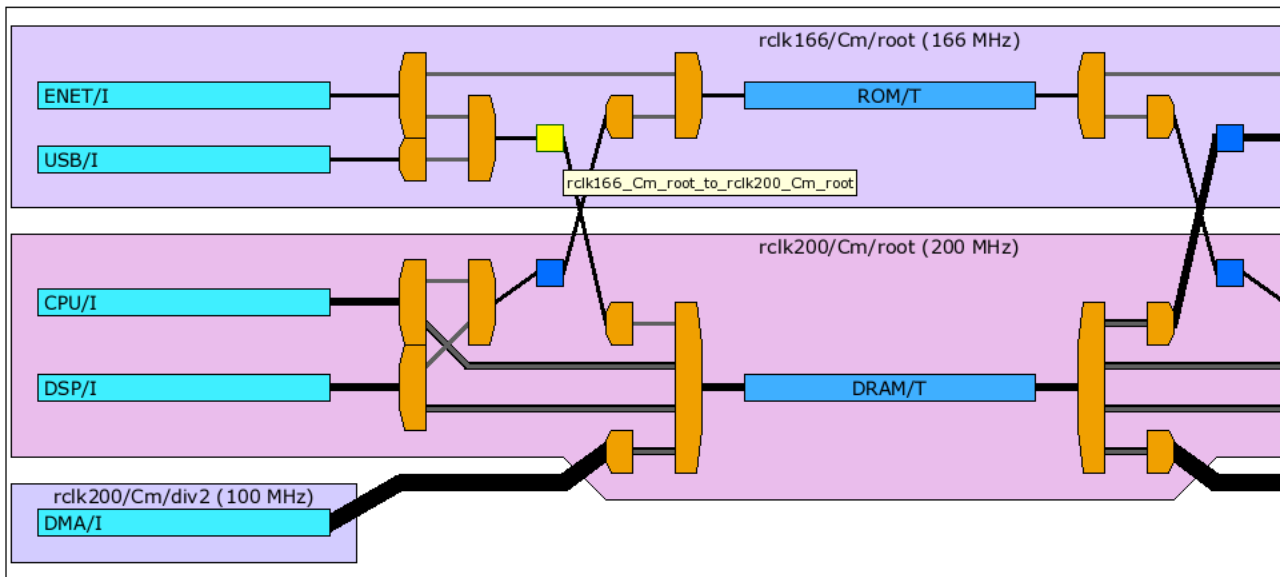 rclk166/Cm/root (166 MHz)
ENET/I
ROM/T
USB/I
rclk166_Cm_root_to_rclk200_Cm_root
rclk200/Cm/root (200 MHz)
CPU/I
DSP/I
DRAM/T
rclk200/Cm/div2 (100 MHz)
DMA/I